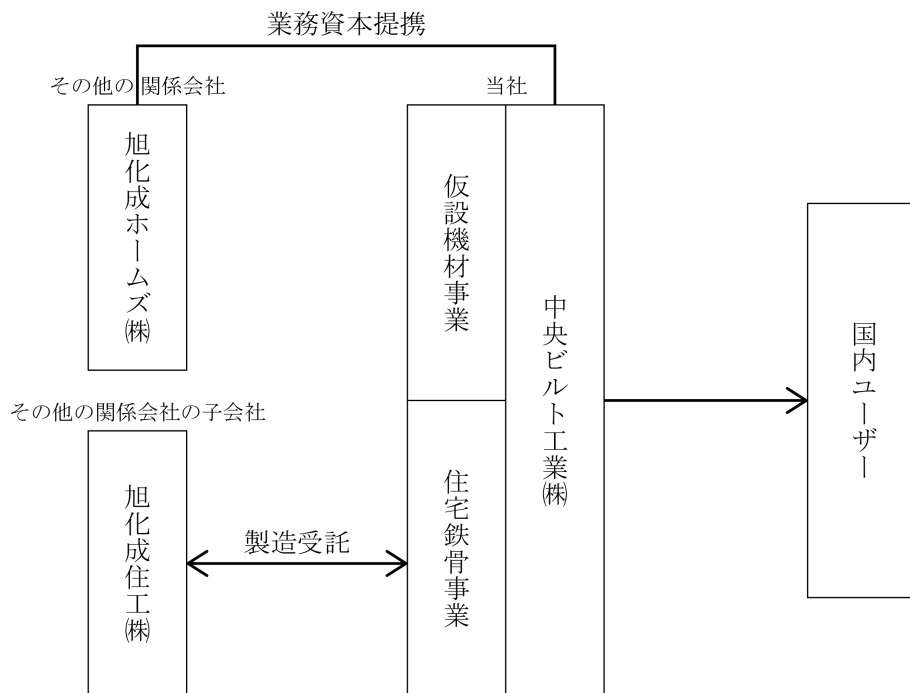 業務資本提携
その他の関係会社
当社
旭化成ホームズ㈱
仮設機材事業
中央ビルト工業㈱
国内ユーザー
その他の関係会社の子会社
旭化成住工㈱
製造受託
住宅鉄骨事業